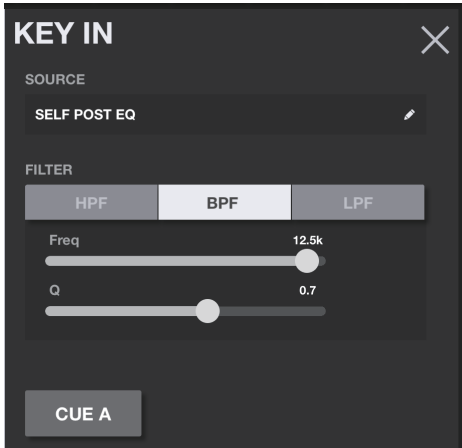 KEY IN
SOURCE
SELF POST EQ
FILTER
HPF BPF LPF
Freq 12.5k
Q 0.7
CUE A